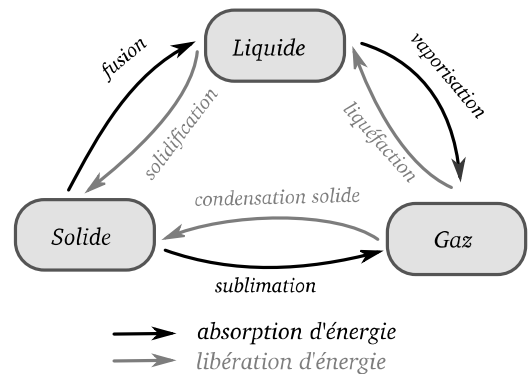 Liquide
fusion
vaporisation
solidification
liquéfaction
condensation solide
Solide
Gaz
sublimation
absorption d'énergie
libération d'énergie